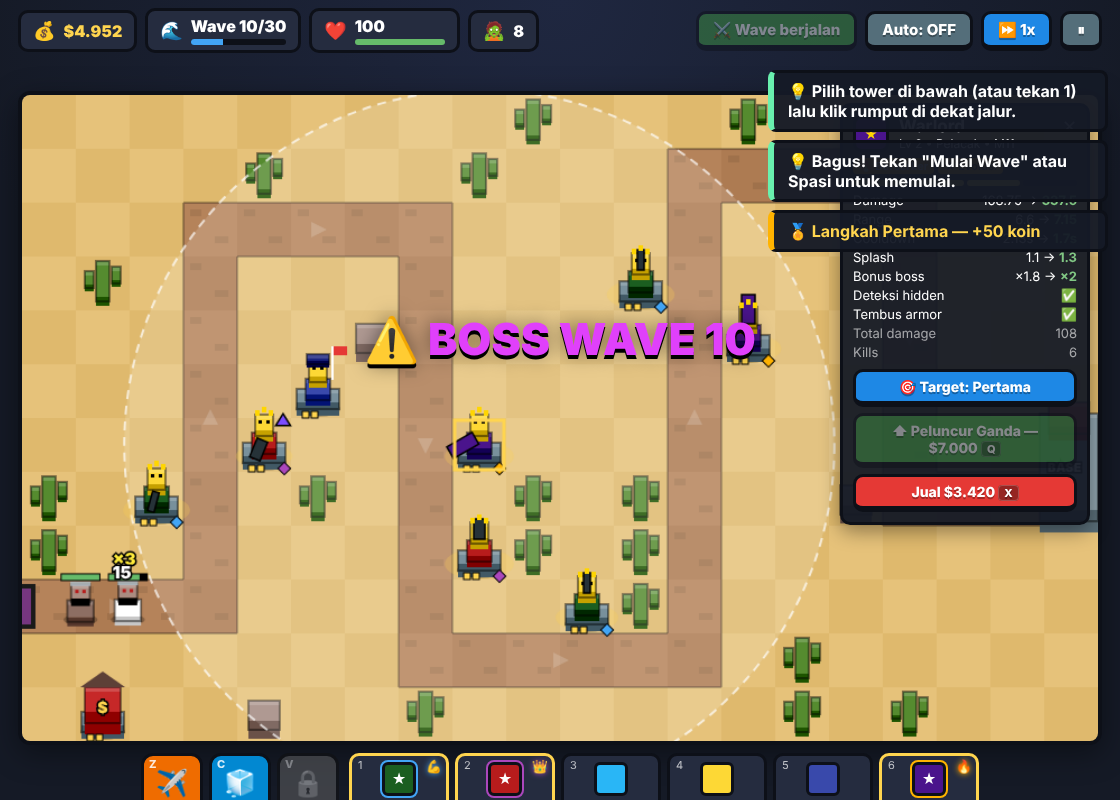 $4.952
Wave 10/30
100
8
Wave berjalan
Auto: OFF
1x
Pilih tower di bawah (atau tekan 1)
lalu klik rumput di dekat jalur.
Bagus! Tekan "Mulai Wave" atau
Spasi untuk memulai.
Langkah Pertama — +50 koin
Splash 1.1 → 1.3
Bonus boss ×1.8 → ×2
Deteksi hidden
Tembus armor
Total damage 108
Kills 6
Target: Pertama
Peluncur Ganda —
$7.000 Q
Jual $3.420 X
BOSS WAVE 10
×3
15
$
Z
C
V
1
2
3
4
5
6